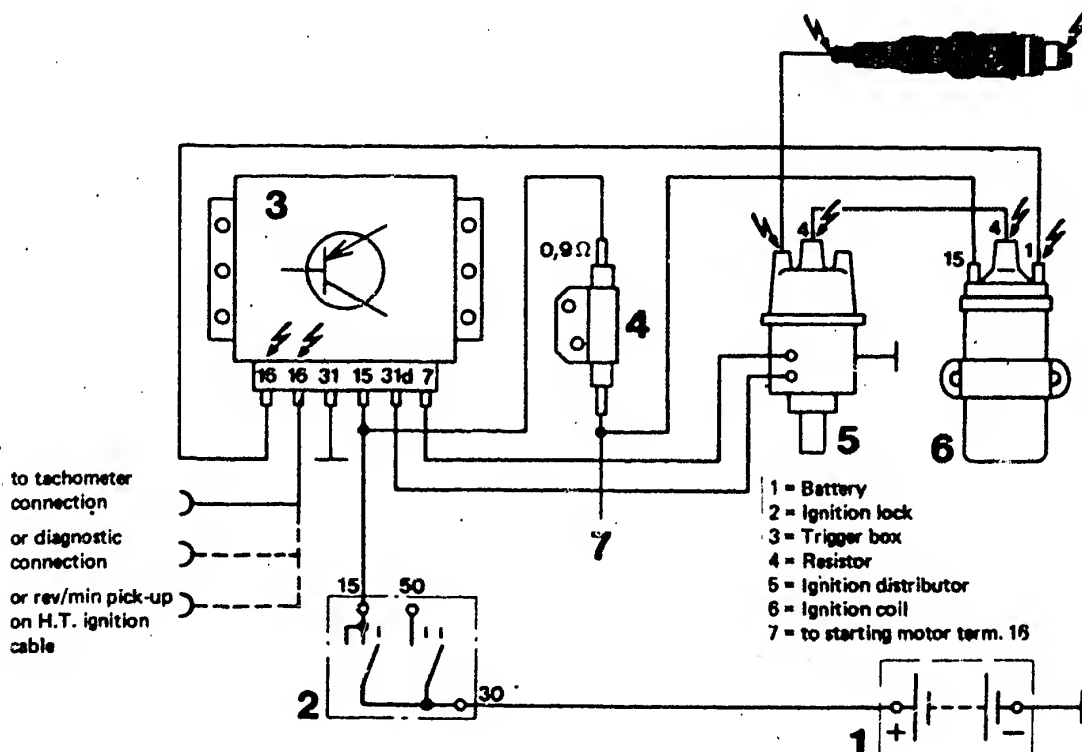 3
16 16 31 15 31d 7
0,9Ω
4
4
4
15
1
5
6
7
to tachometer
connection
or diagnostic
connection
or rev/min pick-up
on H.T. ignition
cable
1 = Battery
2 = Ignition lock
3 = Trigger box
4 = Resistor
5 = Ignition distributor
6 = Ignition coil
7 = to starting motor term. 16
15 50
30
2
1
+ −